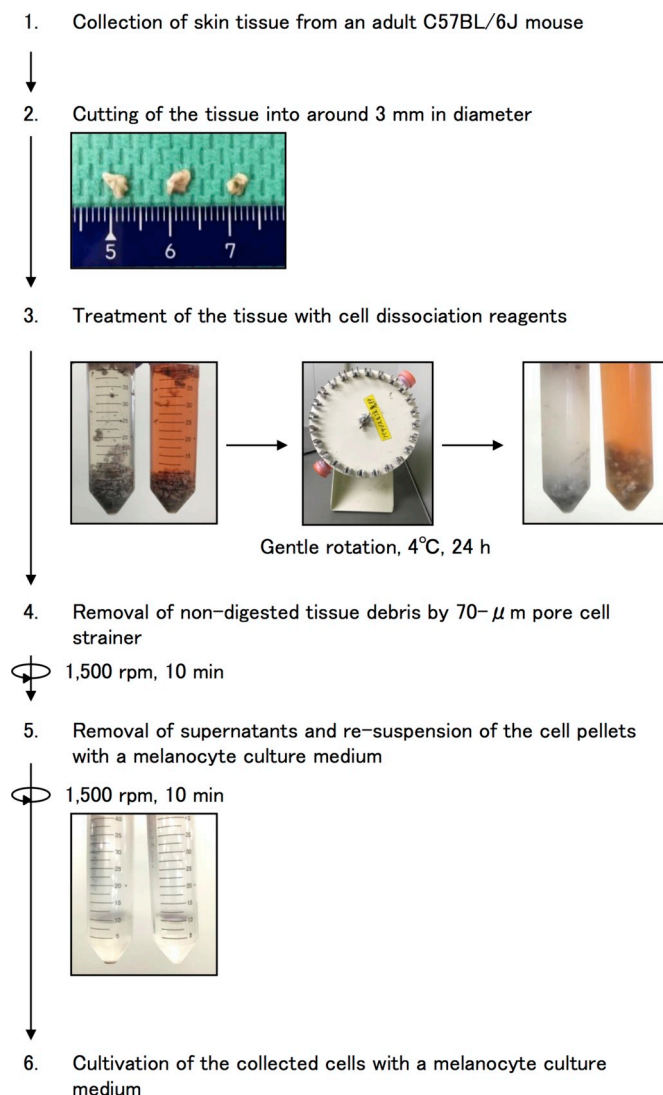 1. Collection of skin tissue from an adult C57BL/6J mouse
2. Cutting of the tissue into around 3 mm in diameter
5 6 7
3. Treatment of the tissue with cell dissociation reagents
Gentle rotation, 4℃, 24 h
4. Removal of non-digested tissue debris by 70-μm pore cell
strainer
1,500 rpm, 10 min
5. Removal of supernatants and re-suspension of the cell pellets
with a melanocyte culture medium
1,500 rpm, 10 min
6. Cultivation of the collected cells with a melanocyte culture
medium